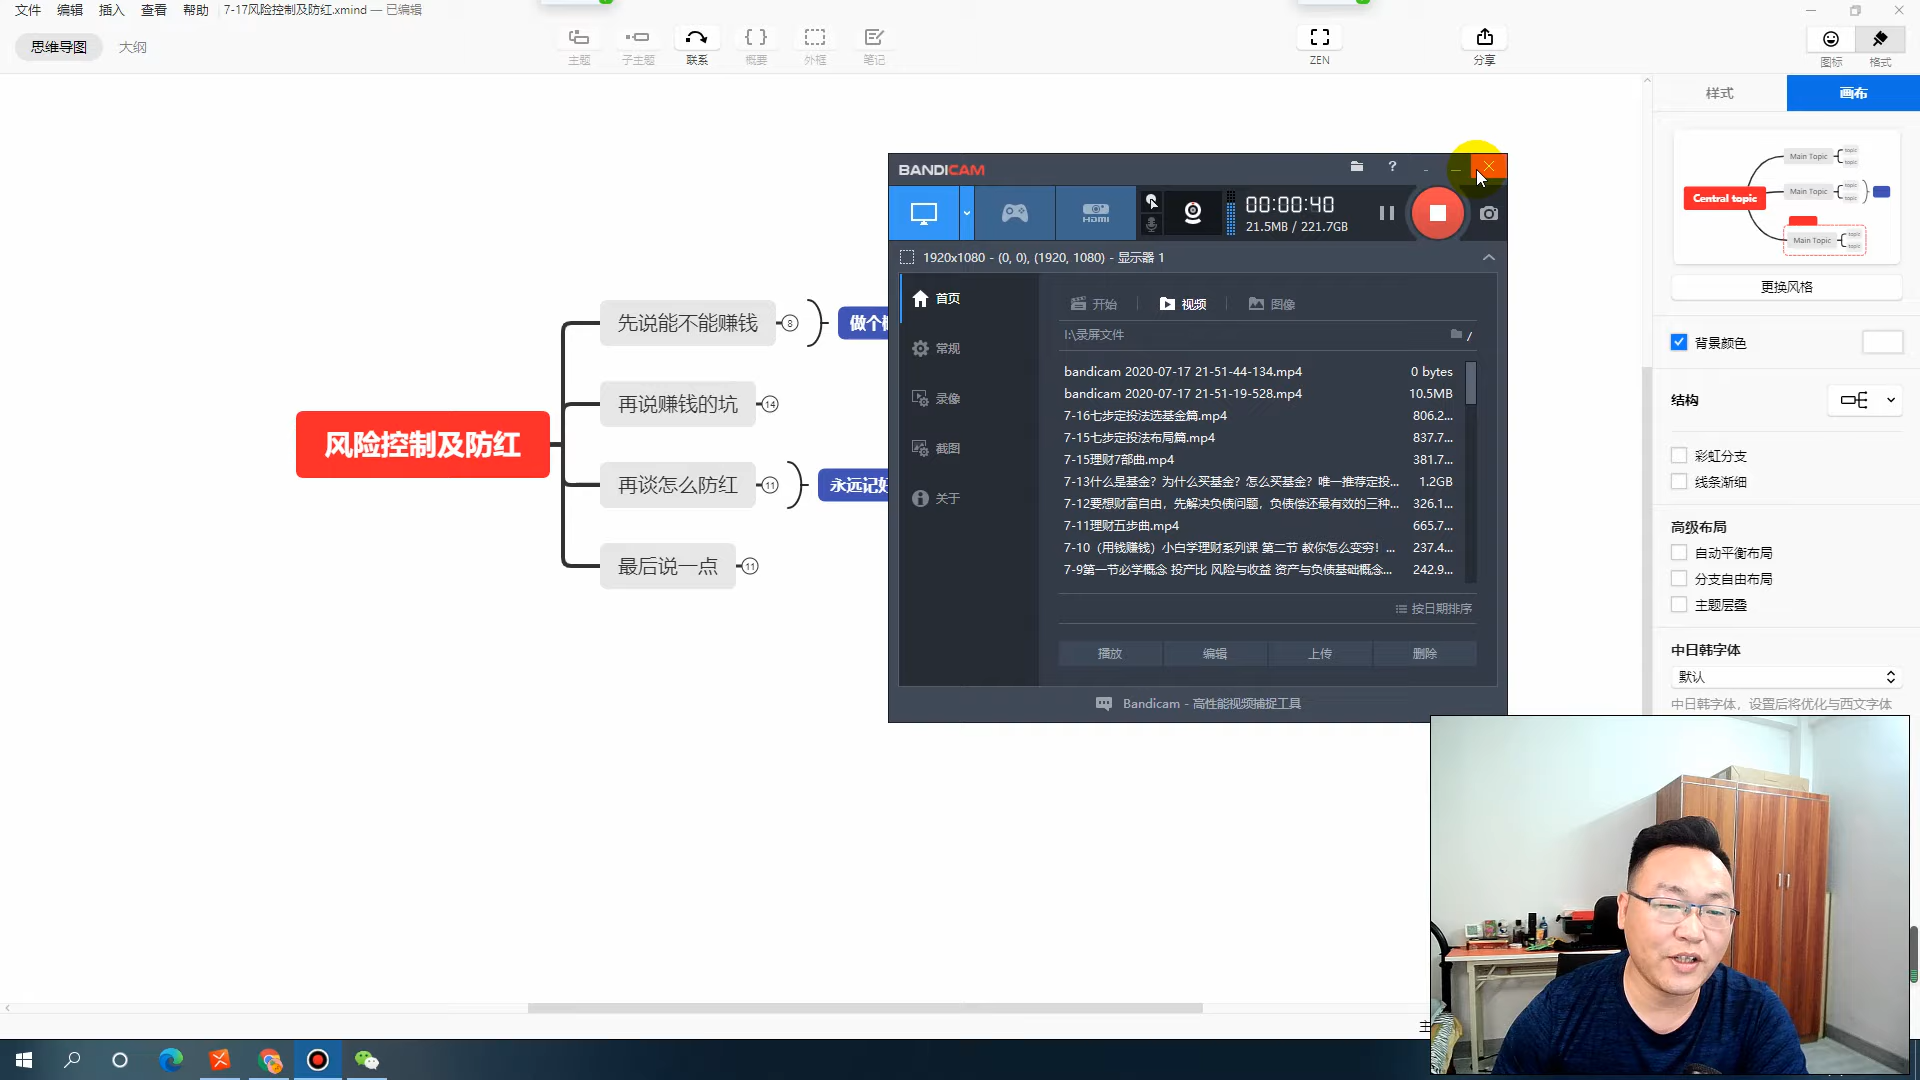 文件 编辑 插入 查看 帮助 7-17风险控制及防红.xmind — 已编辑
思维导图 大纲
主题 子主题 联系 概要 外框 笔记 ZEN 分享 图标 格式
样式 画布
Central topic
Main Topic topic topic
Main Topic topic topic
Main Topic topic topic
更换风格
背景颜色
结构
彩虹分支
线条渐细
高级布局
自动平衡布局
分支自由布局
主题层叠
中日韩字体
默认
中日韩字体，设置后将优化与西文字体
风险控制及防红
先说能不能赚钱 8
再说赚钱的坑 14
再谈怎么防红 11
永远记好
最后说一点 11
BANDICAM ?
HDMI
00:00:40
21.5MB / 221.7GB
1920x1080 - (0, 0), (1920, 1080) - 显示器 1
首页
常规
录像
截图
关于
开始 视频 图像
I:\录屏文件 /
bandicam 2020-07-17 21-51-44-134.mp4 0 bytes
bandicam 2020-07-17 21-51-19-528.mp4 10.5MB
7-16七步定投法选基金篇.mp4 806.2...
7-15七步定投法布局篇.mp4 837.7...
7-15理财7部曲.mp4 381.7...
7-13什么是基金？为什么买基金？怎么买基金？唯一推荐定投... 1.2GB
7-12要想财富自由，先解决负债问题，负债偿还最有效的三种... 326.1...
7-11理财五步曲.mp4 665.7...
7-10（用钱赚钱）小白学理财系列课 第二节 教你怎么变穷！... 237.4...
7-9第一节必学概念 投产比 风险与收益 资产与负债基础概念... 242.9...
按日期排序
播放 编辑 上传 删除
Bandicam - 高性能视频捕捉工具